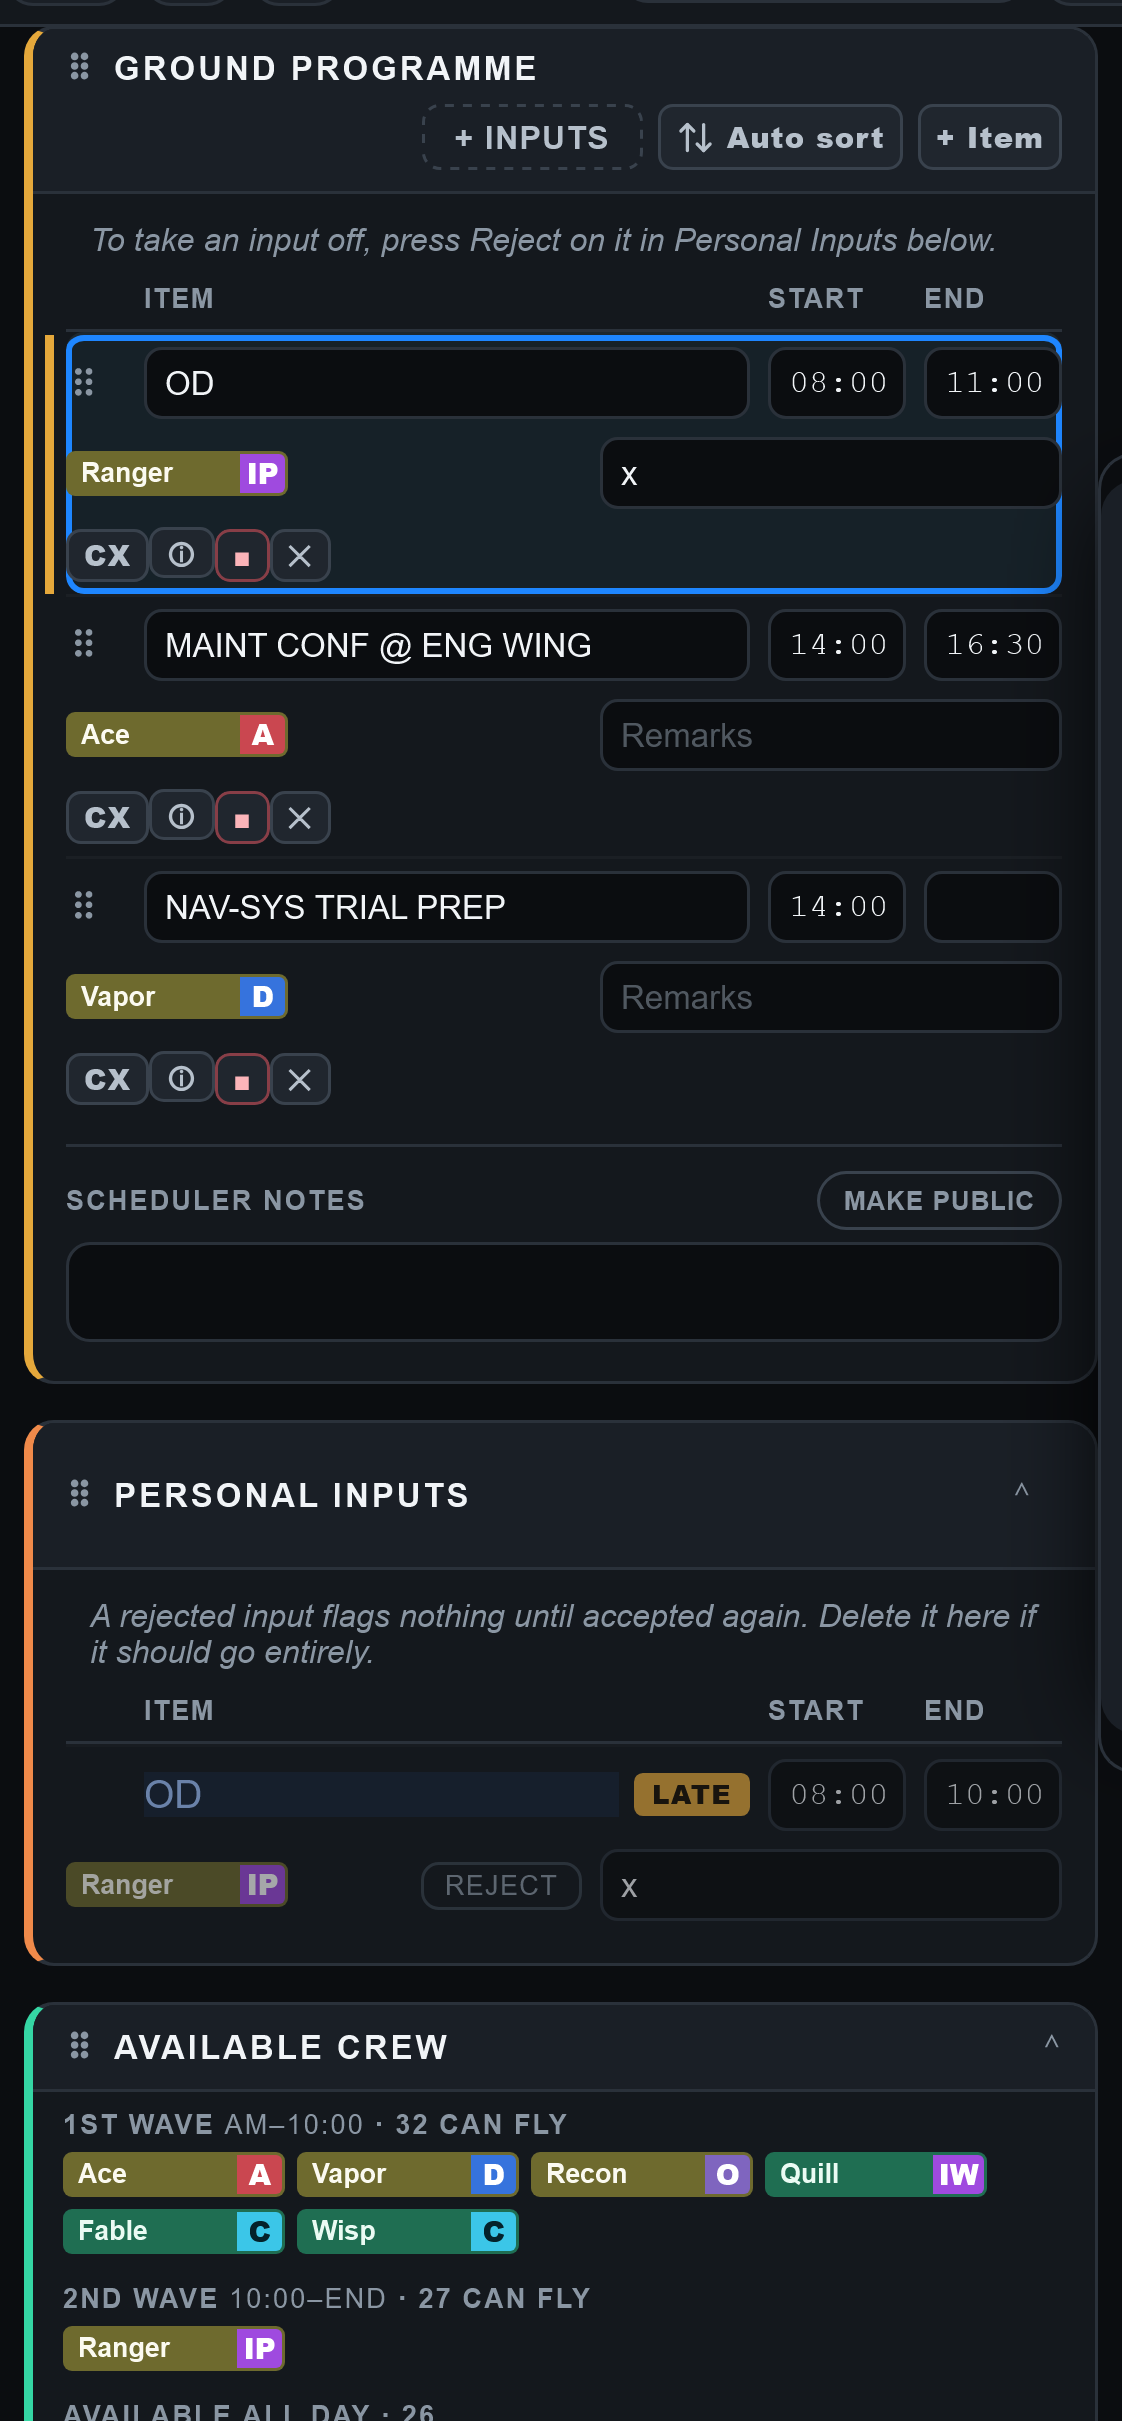 GROUND PROGRAMME
+ INPUTS
Auto sort
+ Item
To take an input off, press Reject on it in Personal Inputs below.
ITEM START END
OD 08:00 11:00
Ranger IP x
CX
MAINT CONF @ ENG WING 14:00 16:30
Ace A Remarks
CX
NAV-SYS TRIAL PREP 14:00
Vapor D Remarks
CX
SCHEDULER NOTES MAKE PUBLIC
PERSONAL INPUTS
A rejected input flags nothing until accepted again. Delete it here if
it should go entirely.
ITEM START END
OD LATE 08:00 10:00
Ranger IP REJECT x
AVAILABLE CREW
1ST WAVE AM–10:00 · 32 CAN FLY
Ace A Vapor D Recon O Quill IW
Fable C Wisp C
2ND WAVE 10:00–END · 27 CAN FLY
Ranger IP
AVAILABLE ALL DAY · 26